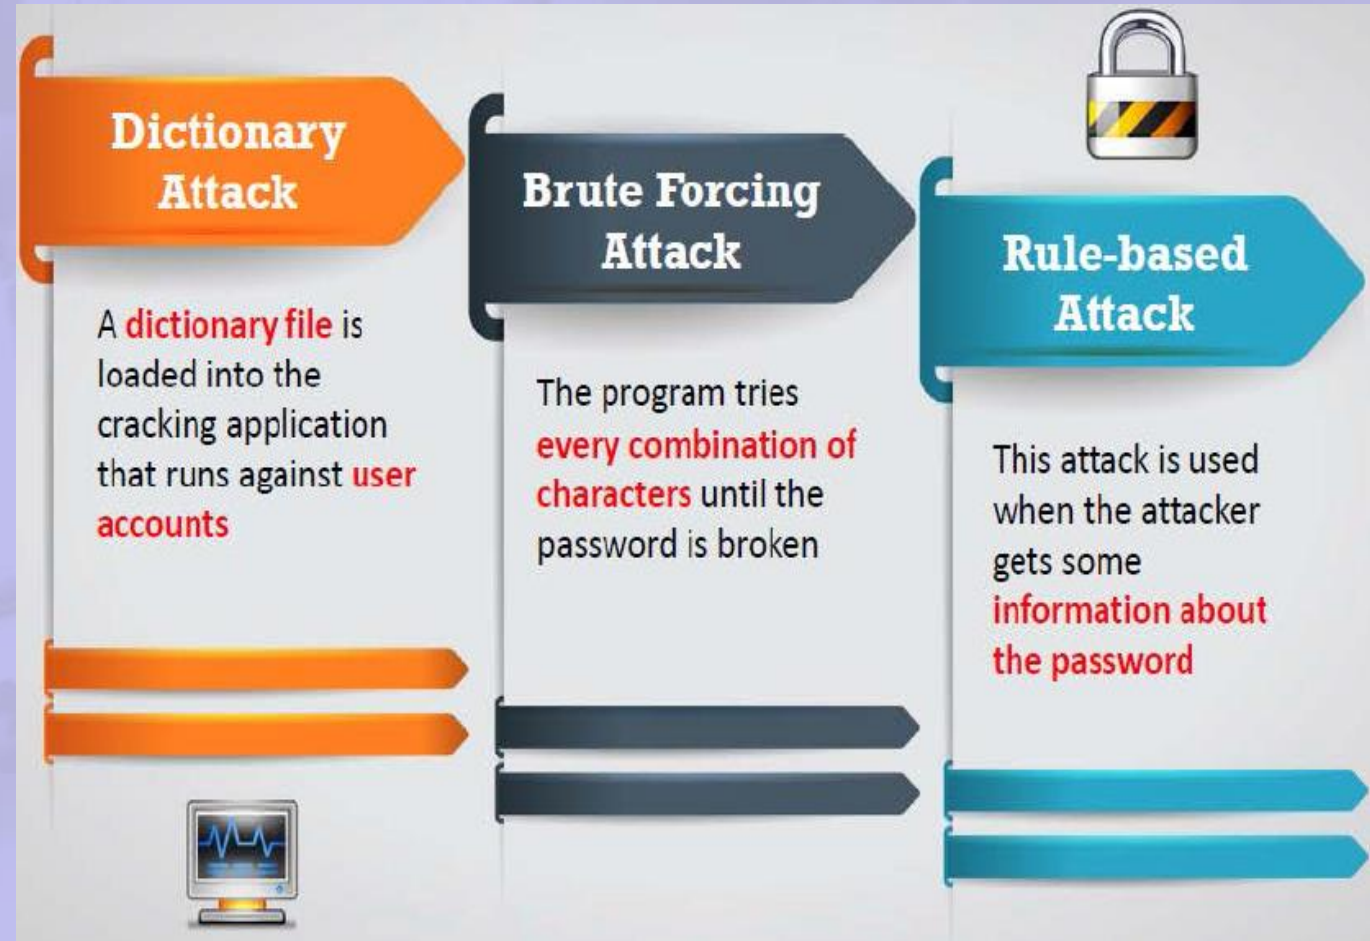 Dictionary
Attack
A dictionary file is
loaded into the
cracking application
that runs against user
accounts
Brute Forcing
Attack
The program tries
every combination of
characters until the
password is broken
Rule-based
Attack
This attack is used
when the attacker
gets some
information about
the password